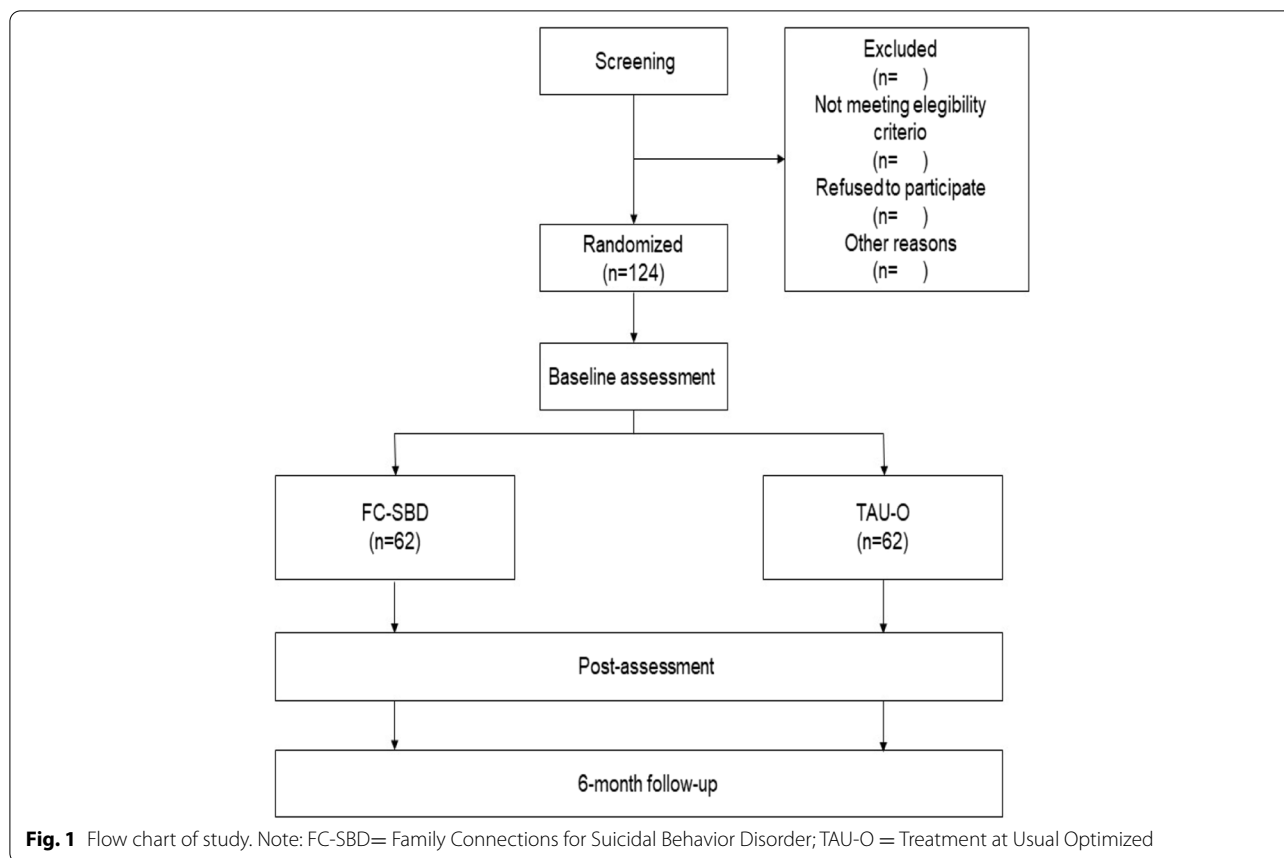 Screening
Excluded
(n= )
Not meeting elegibility
criterio
(n= )
Refused to participate
(n= )
Other reasons
(n= )
Randomized
(n=124)
Baseline assessment
FC-SBD
(n=62)
TAU-O
(n=62)
Post-assessment
6-month follow-up
Fig. 1 Flow chart of study. Note: FC-SBD= Family Connections for Suicidal Behavior Disorder; TAU-O = Treatment at Usual Optimized